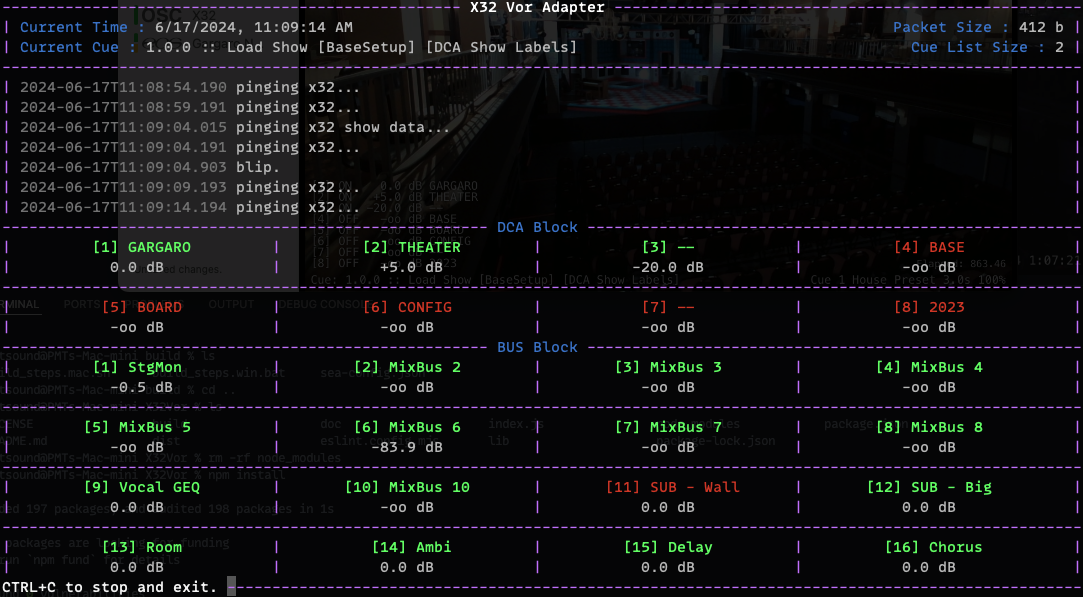 X32 Vor Adapter
Current Time : 6/17/2024, 11:09:14 AM Packet Size : 412 b
Current Cue : 1.0.0 :: Load Show [BaseSetup] [DCA Show Labels] Cue List Size : 2
2024-06-17T11:08:54.190 pinging x32...
2024-06-17T11:08:59.191 pinging x32...
2024-06-17T11:09:04.015 pinging x32 show data...
2024-06-17T11:09:04.191 pinging x32...
2024-06-17T11:09:04.903 blip.
2024-06-17T11:09:09.193 pinging x32...
2024-06-17T11:09:14.194 pinging x32...
DCA Block
[1] GARGARO [2] THEATER [3] -- [4] BASE
0.0 dB +5.0 dB -20.0 dB -oo dB
[5] BOARD [6] CONFIG [7] -- [8] 2023
-oo dB -oo dB -oo dB -oo dB
BUS Block
[1] StgMon [2] MixBus 2 [3] MixBus 3 [4] MixBus 4
-0.5 dB -oo dB -oo dB -oo dB
[5] MixBus 5 [6] MixBus 6 [7] MixBus 7 [8] MixBus 8
-oo dB -83.9 dB -oo dB -oo dB
[9] Vocal GEQ [10] MixBus 10 [11] SUB - Wall [12] SUB - Big
0.0 dB -oo dB 0.0 dB 0.0 dB
[13] Room [14] Ambi [15] Delay [16] Chorus
0.0 dB 0.0 dB 0.0 dB 0.0 dB
CTRL+C to stop and exit.